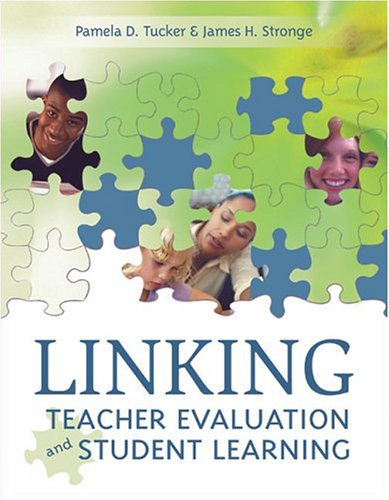 Pamela D. Tucker & James H. Stronge
LINKING
TEACHER EVALUATION
and STUDENT LEARNING